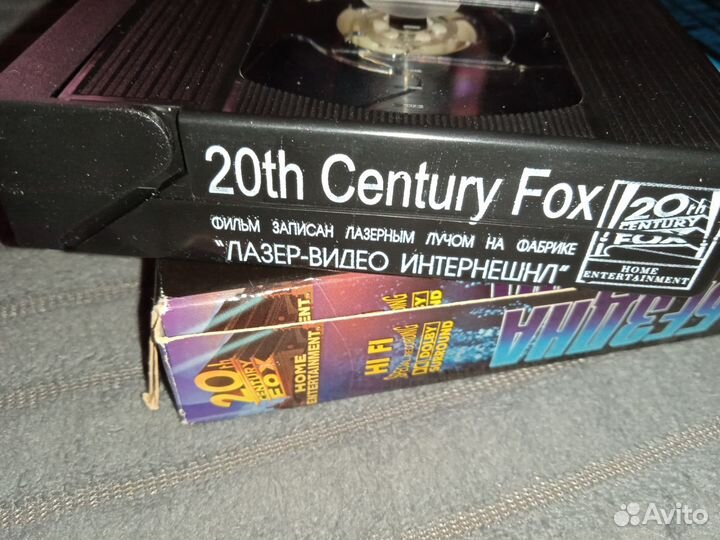 20th Century Fox
ФИЛЬМ ЗАПИСАН ЛАЗЕРНЫМ ЛУЧОМ НА ФАБРИКЕ
"ЛАЗЕР-ВИДЕО ИНТЕРНЕШНЛ"
20th
CENTURY
FOX
HOME
ENTERTAINMENT
20th
CENTURY
FOX
HOME
ENTERTAINMENT
HI FI
DOLBY
SURROUND
БЕЗДНА
Avito